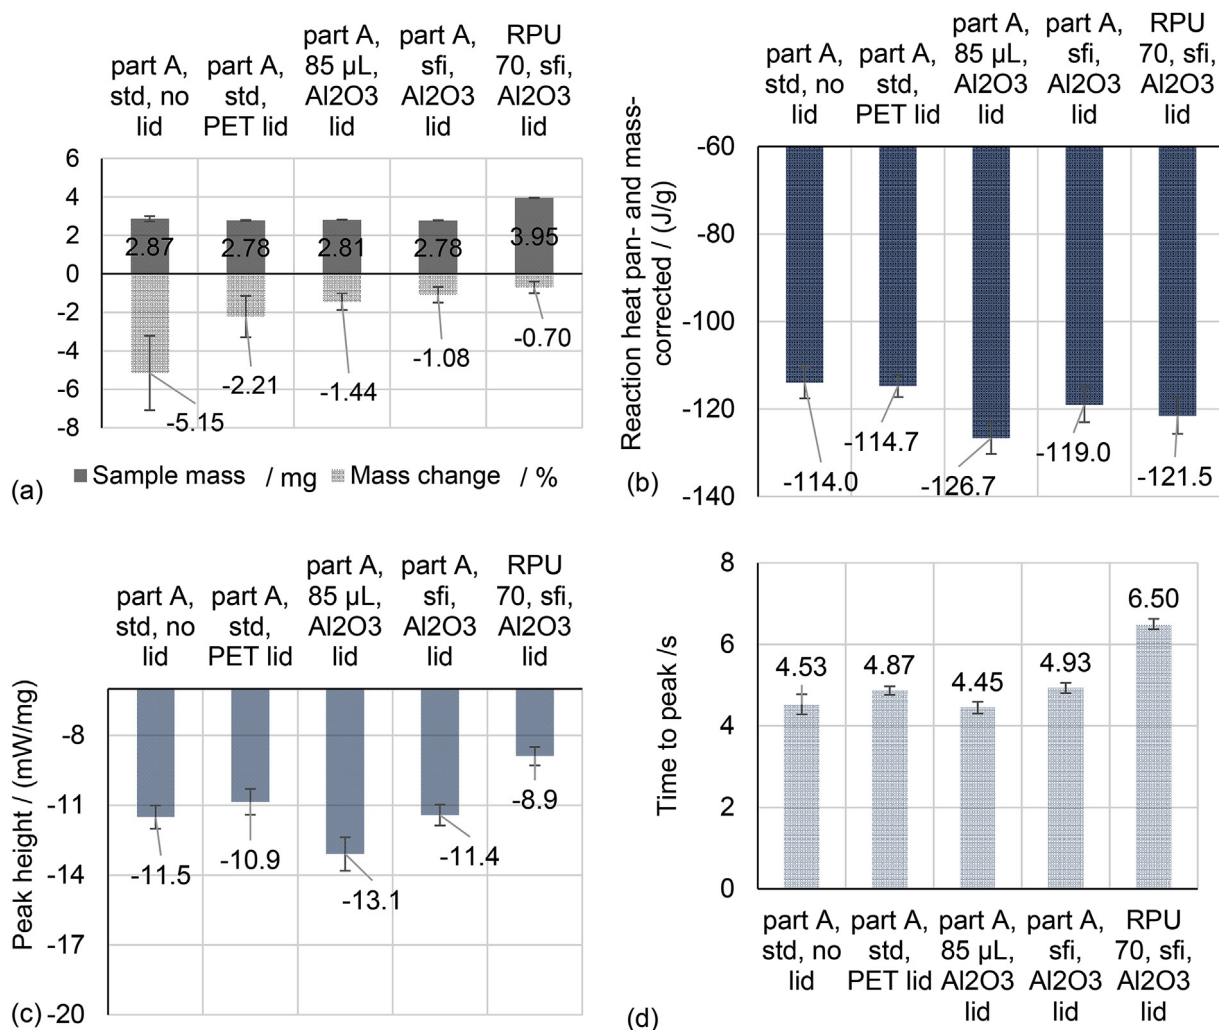 part A, std, no lid
part A, std, PET lid
part A, 85 µL, Al2O3 lid
part A, sfi, Al2O3 lid
RPU 70, sfi, Al2O3 lid
6
4
2
0
-2
-4
-6
-8
2.87
2.78
2.81
2.78
3.95
-5.15
-2.21
-1.44
-1.08
-0.70
Sample mass / mg
Mass change / %
(a)
part A, std, no lid
part A, std, PET lid
part A, 85 µL, Al2O3 lid
part A, sfi, Al2O3 lid
RPU 70, sfi, Al2O3 lid
Reaction heat pan- and mass-
corrected / (J/g)
-60
-80
-100
-120
-140
-114.0
-114.7
-126.7
-119.0
-121.5
(b)
part A, std, no lid
part A, std, PET lid
part A, 85 µL, Al2O3 lid
part A, sfi, Al2O3 lid
RPU 70, sfi, Al2O3 lid
Peak height / (mW/mg)
-8
-11
-14
-17
-20
-11.5
-10.9
-13.1
-11.4
-8.9
(c)
Time to peak /s
8
6
4
2
0
4.53
4.87
4.45
4.93
6.50
part A, std, no lid
part A, std, PET lid
part A, 85 µL, Al2O3 lid
part A, sfi, Al2O3 lid
RPU 70, sfi, Al2O3 lid
(d)